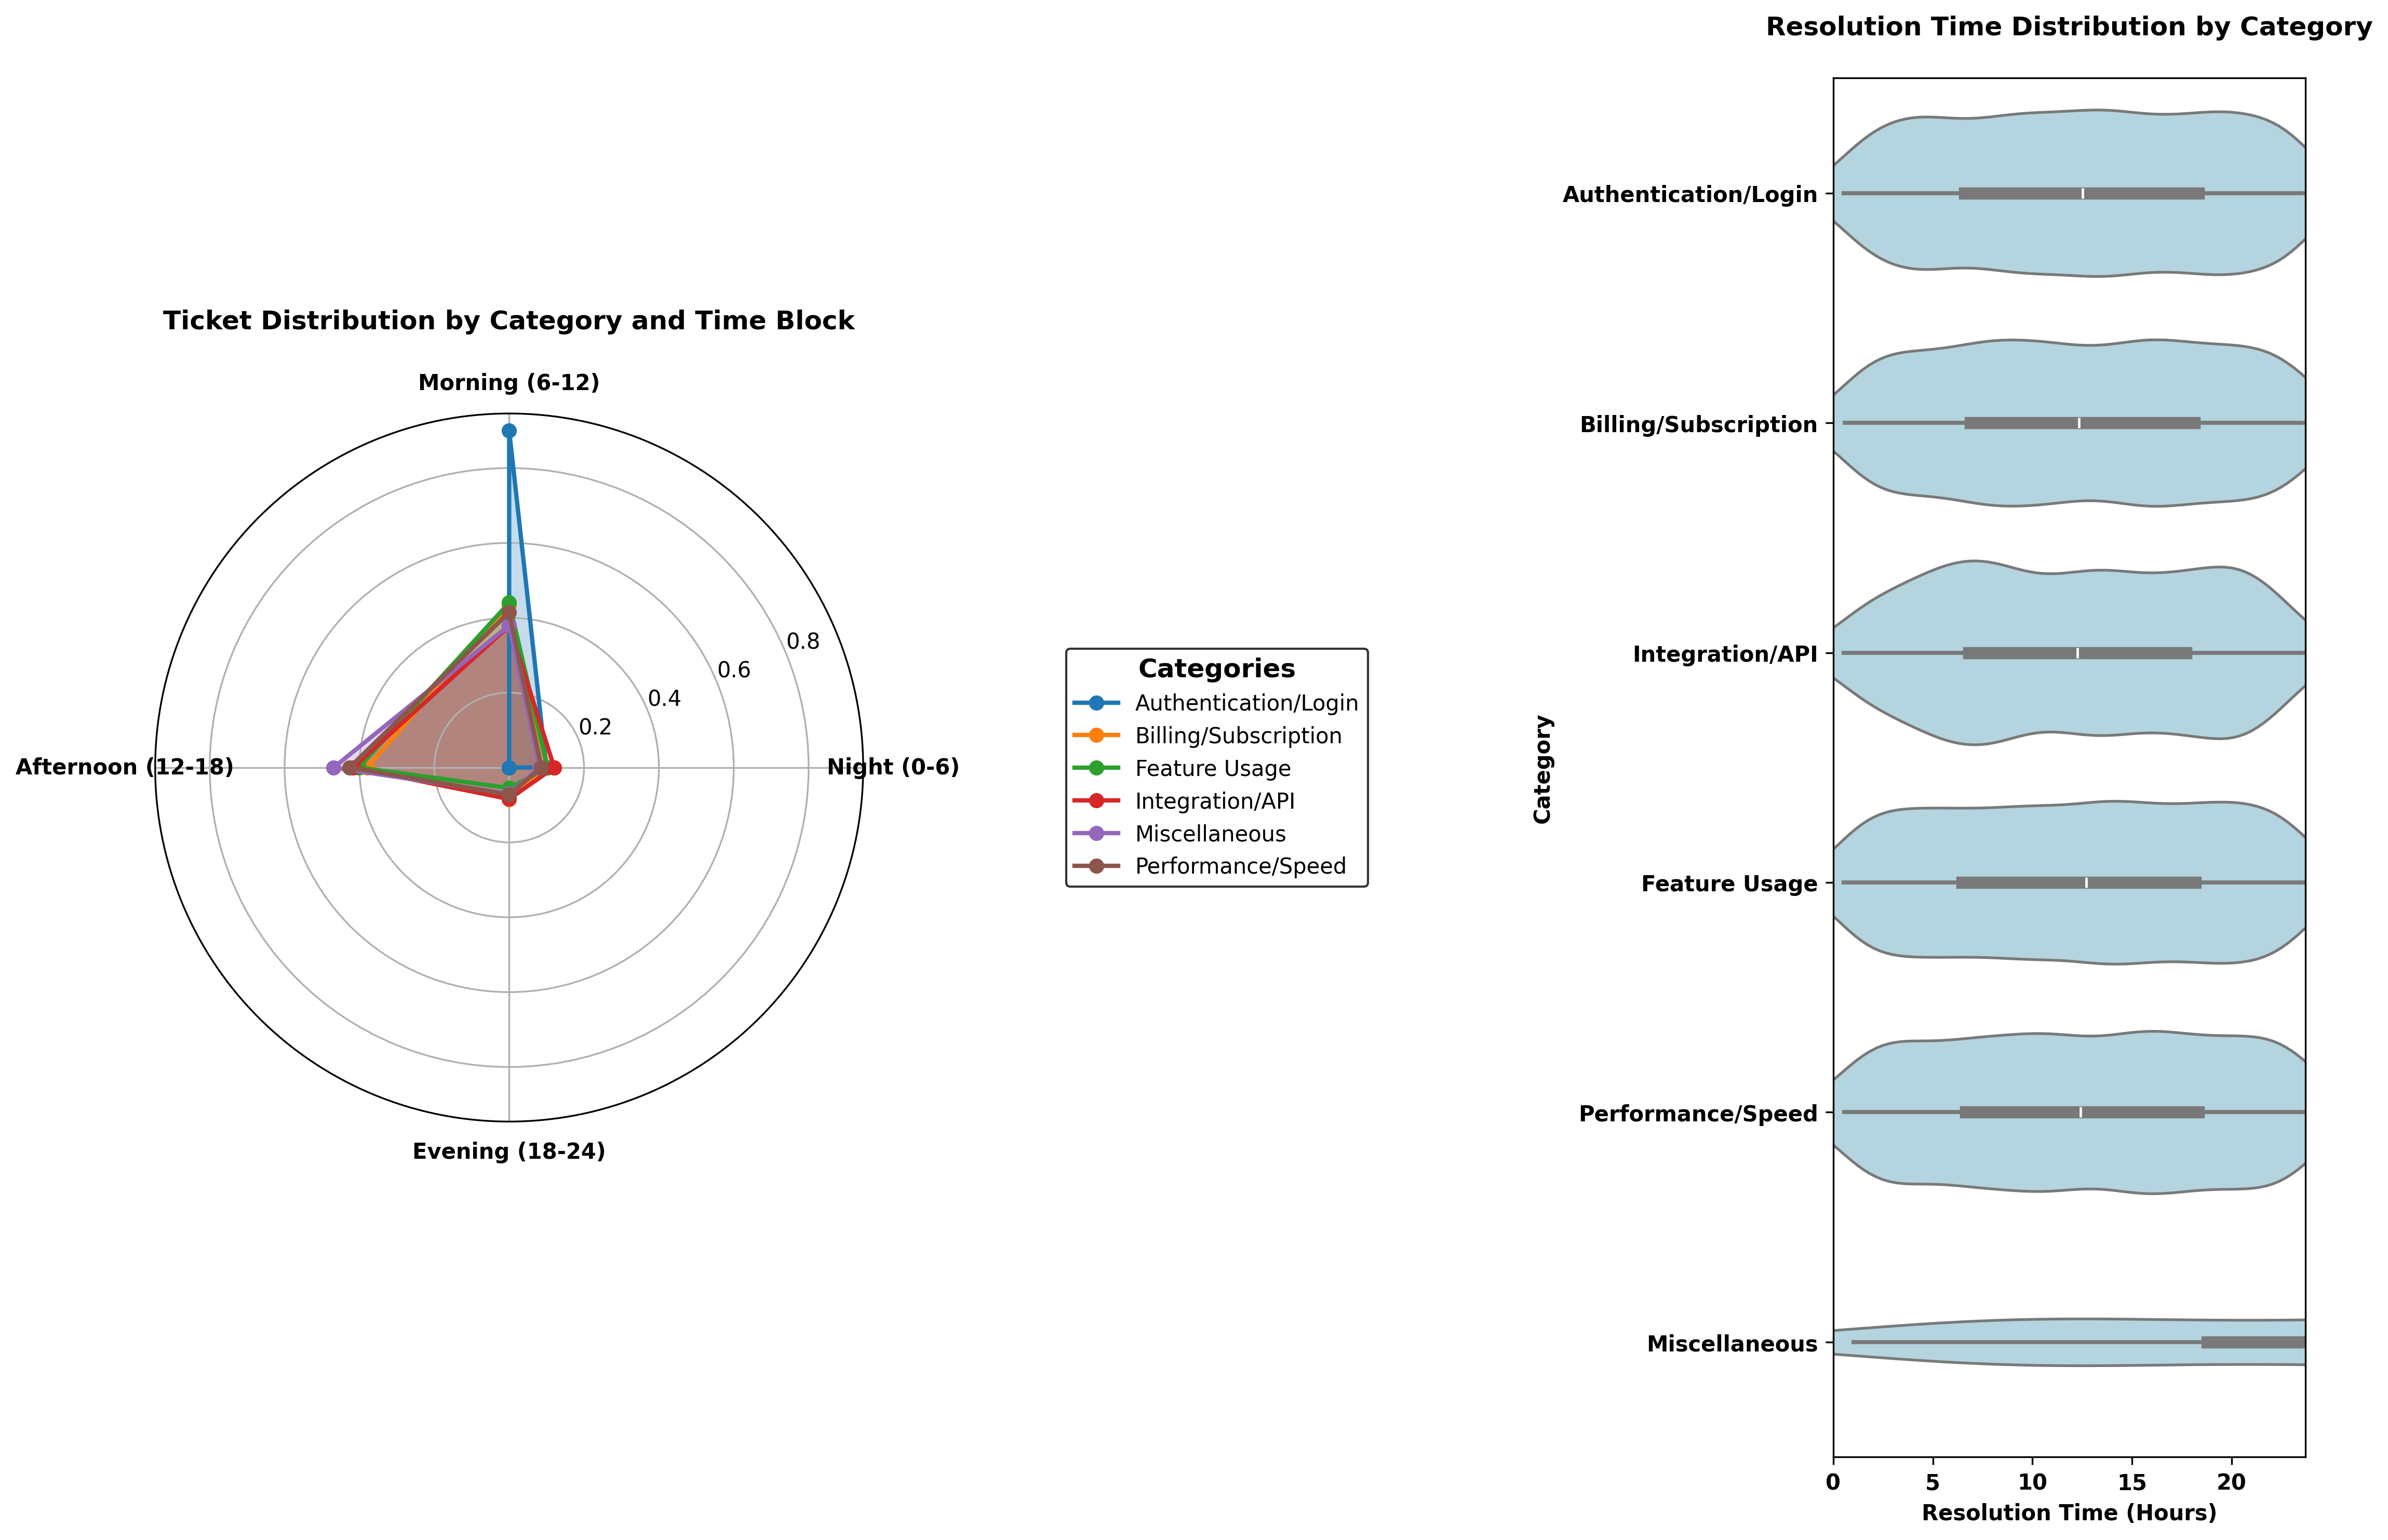 Ticket Distribution by Category and Time Block
Morning (6-12)
Afternoon (12-18)
Night (0-6)
Evening (18-24)
0.2
0.4
0.6
0.8
Categories
Authentication/Login
Billing/Subscription
Feature Usage
Integration/API
Miscellaneous
Performance/Speed
Resolution Time Distribution by Category
Category
Authentication/Login
Billing/Subscription
Integration/API
Feature Usage
Performance/Speed
Miscellaneous
0 5 10 15 20
Resolution Time (Hours)